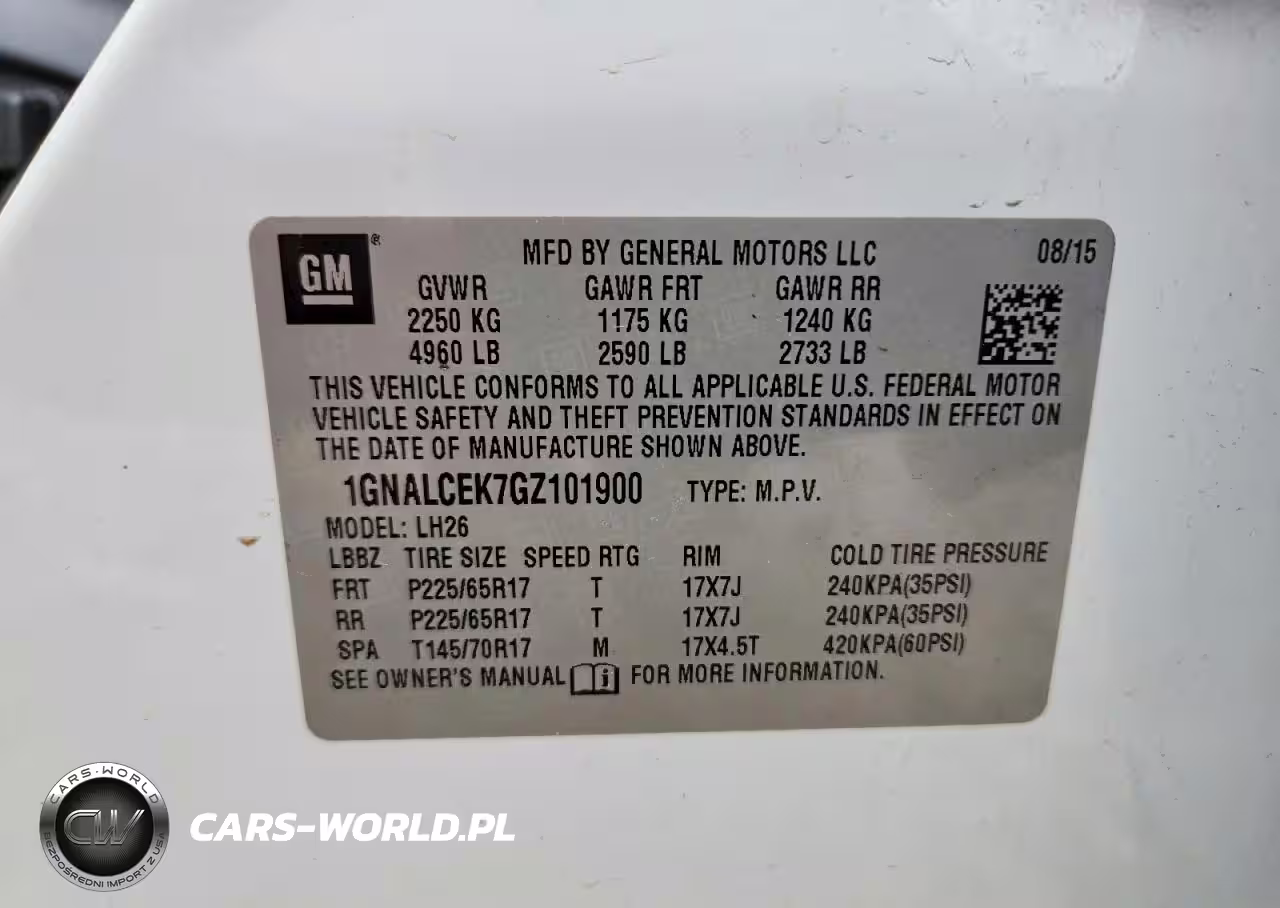 GM ®
MFD BY GENERAL MOTORS LLC 08/15
GVWR GAWR FRT GAWR RR
2250 KG 1175 KG 1240 KG
4960 LB 2590 LB 2733 LB
THIS VEHICLE CONFORMS TO ALL APPLICABLE U.S. FEDERAL MOTOR
VEHICLE SAFETY AND THEFT PREVENTION STANDARDS IN EFFECT ON
THE DATE OF MANUFACTURE SHOWN ABOVE.
1GNALCEK7GZ101900 TYPE: M.P.V.
MODEL: LH26
LBBZ TIRE SIZE SPEED RTG RIM COLD TIRE PRESSURE
FRT P225/65R17 T 17X7J 240KPA(35PSI)
RR P225/65R17 T 17X7J 240KPA(35PSI)
SPA T145/70R17 M 17X4.5T 420KPA(60PSI)
SEE OWNER'S MANUAL i FOR MORE INFORMATION.
CARS-WORLD
CW
BEZPOŚREDNI IMPORT Z USA
CARS-WORLD.PL